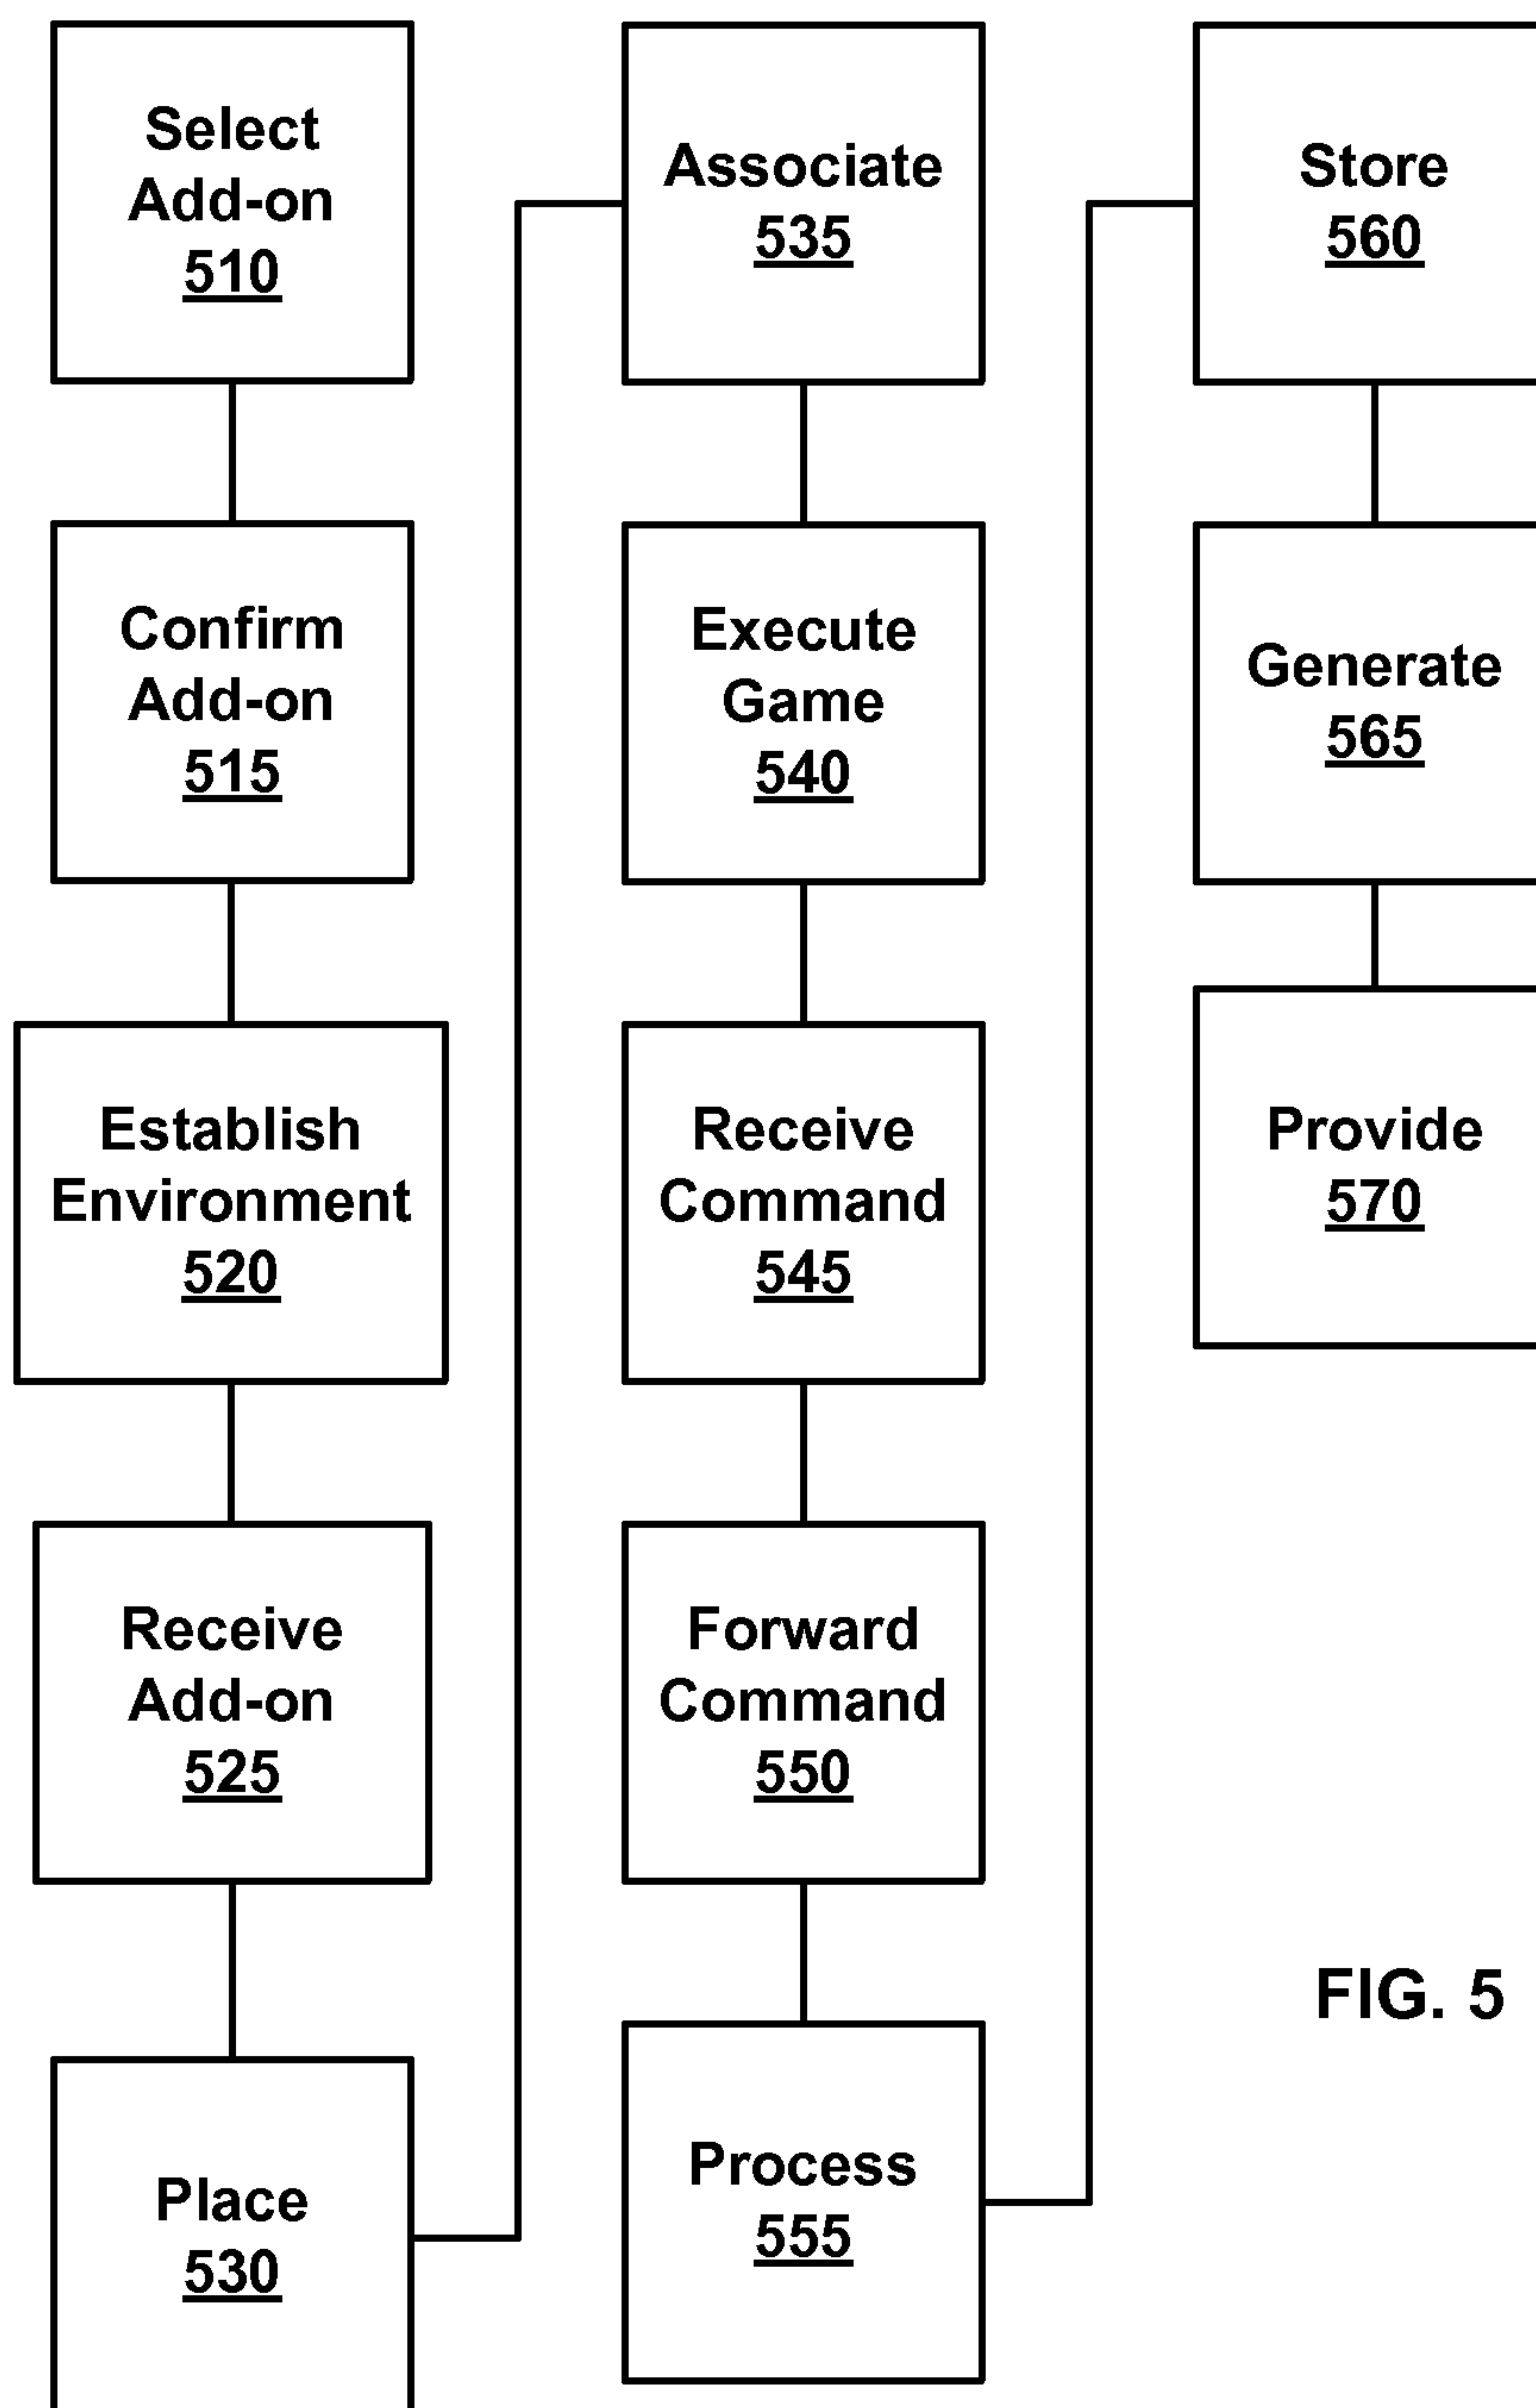 Select
Add-on
510
Confirm
Add-on
515
Establish
Environment
520
Receive
Add-on
525
Place
530
Associate
535
Execute
Game
540
Receive
Command
545
Forward
Command
550
Process
555
Store
560
Generate
565
Provide
570
FIG. 5